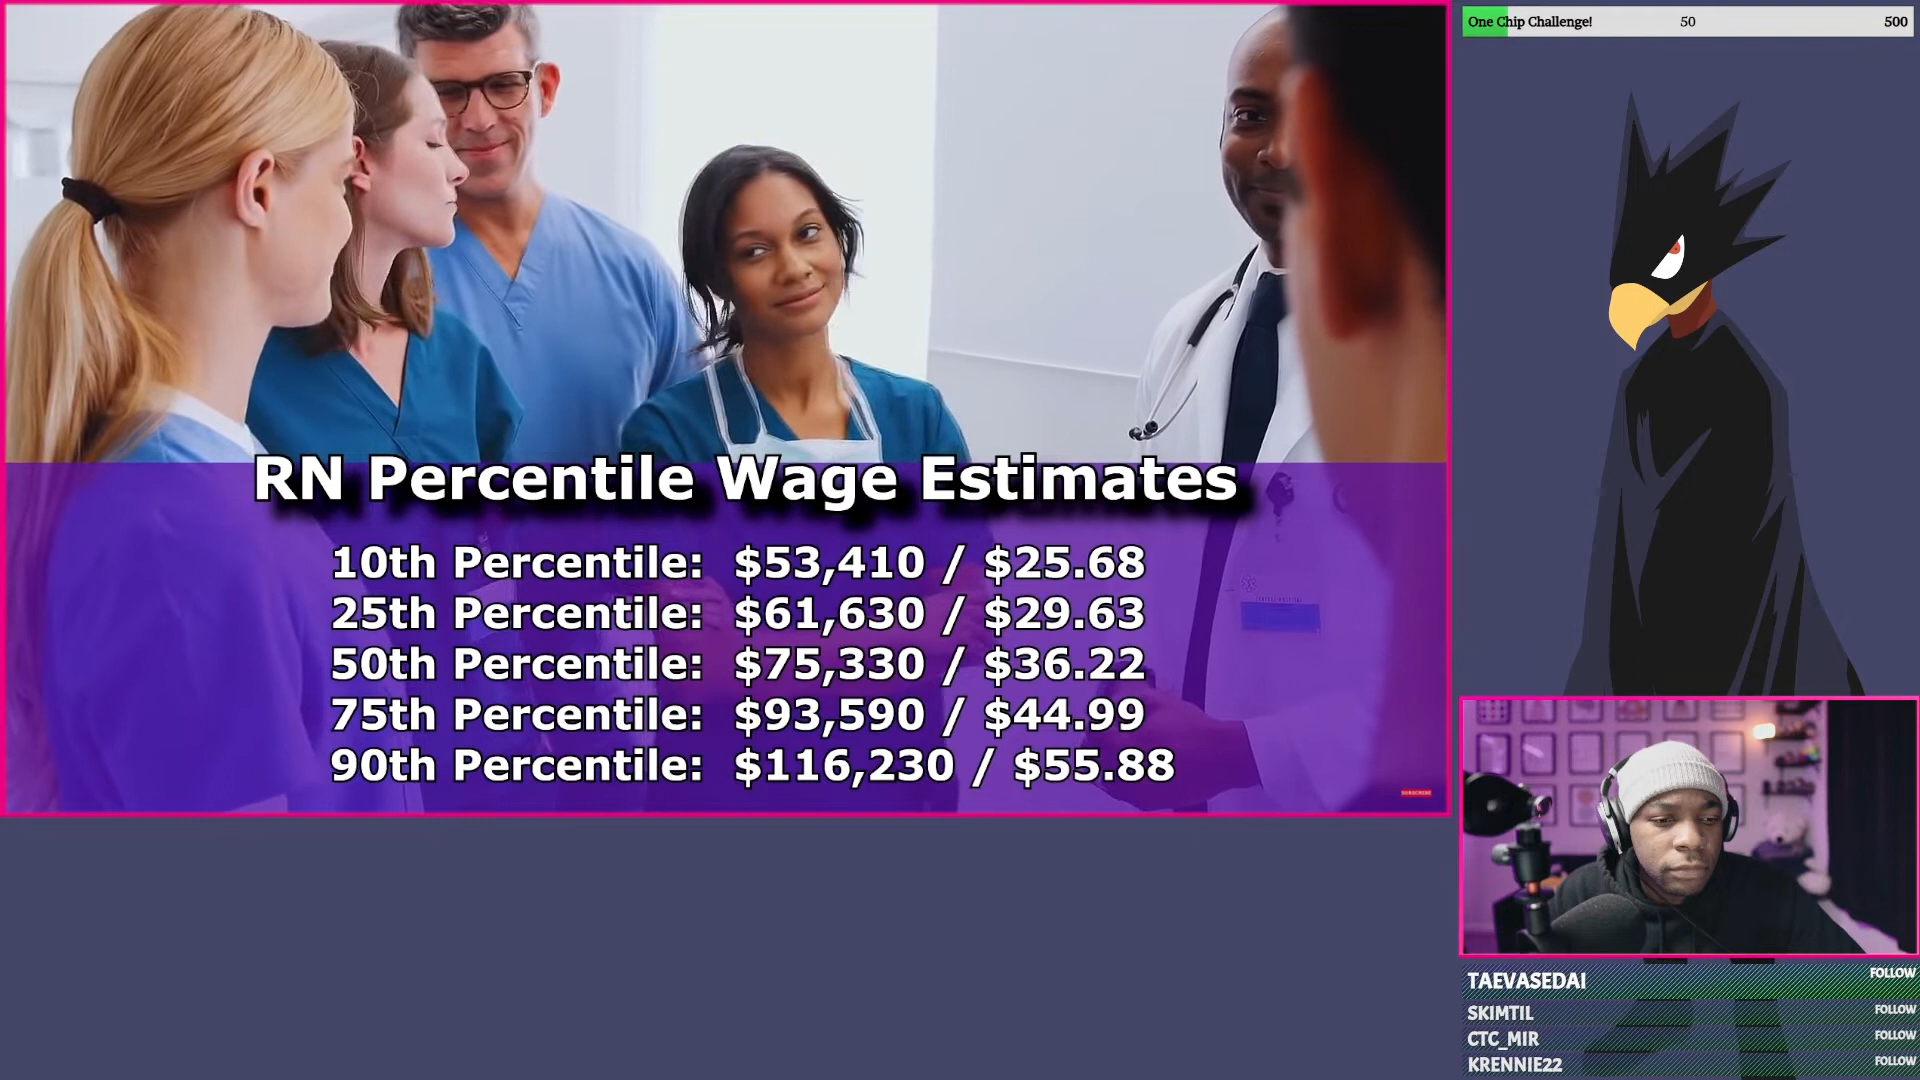 One Chip Challenge! 50 500
RN Percentile Wage Estimates
10th Percentile: $53,410 / $25.68
25th Percentile: $61,630 / $29.63
50th Percentile: $75,330 / $36.22
75th Percentile: $93,590 / $44.99
90th Percentile: $116,230 / $55.88
SUBSCRIBE
TAEVASEDAI FOLLOW
SKIMTIL FOLLOW
CTC_MIR FOLLOW
KRENNIE22 FOLLOW